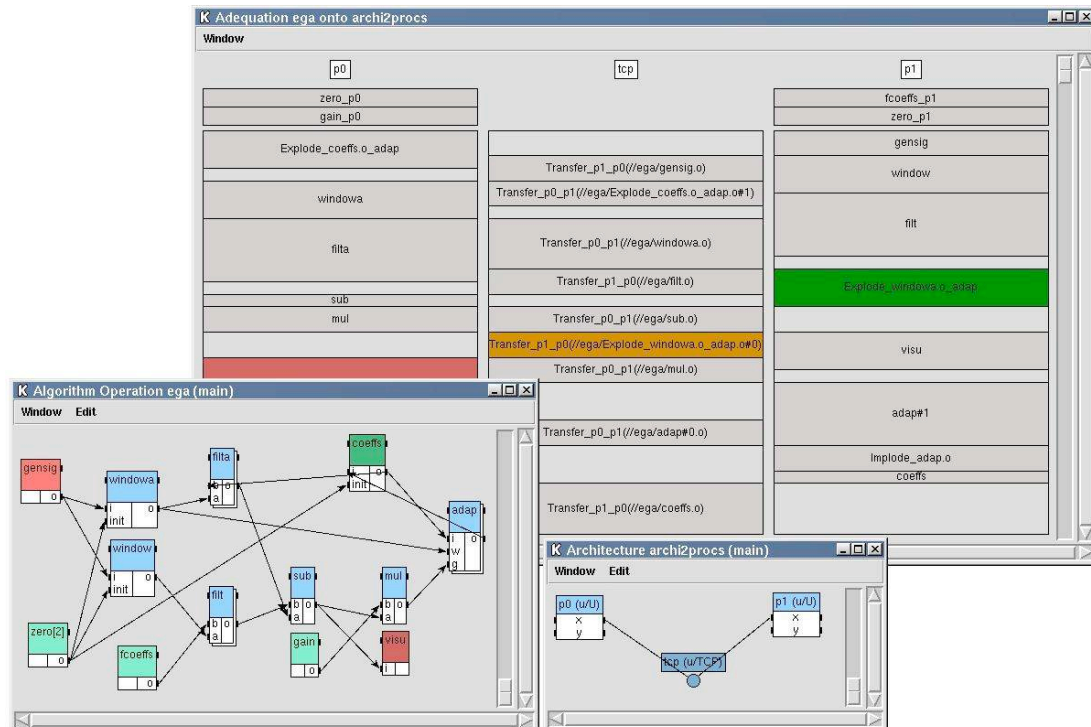 Adequation ega onto archi2procs
Window
p0
tcp
p1
zero_p0
gain_p0
Explode_coeffs.o_adap
windowa
filta
sub
mul
Transfer_p1_p0(//ega/gensig.o)
Transfer_p0_p1(//ega/Explode_coeffs.o_adap.o#1)
Transfer_p0_p1(//ega/windowa.o)
Transfer_p1_p0(//ega/filt.o)
Transfer_p0_p1(//ega/sub.o)
Transfer_p1_p0(//ega/Explode_windowa.o_adap.o#0)
Transfer_p0_p1(//ega/mul.o)
Transfer_p0_p1(//ega/adap#0.o)
Transfer_p1_p0(//ega/coeffs.o)
fcoeffs_p1
zero_p1
gensig
window
filt
Explode_windowa.o_adap
visu
adap#1
Implode_adap.o
coeffs
Algorithm Operation ega (main)
Window Edit
gensig
o
windowa
i o
init
window
i o
init
zero[2]
o
fcoeffs
o
filta
b o
a
filt
b o
a
coeffs
i o
init
sub
b o
a
gain
o
mul
b o
a
visu
i
adap
i o
w
g
Architecture archi2procs (main)
Window Edit
p0 (u/U)
x
y
p1 (u/U)
x
y
tcp (u/TCP)